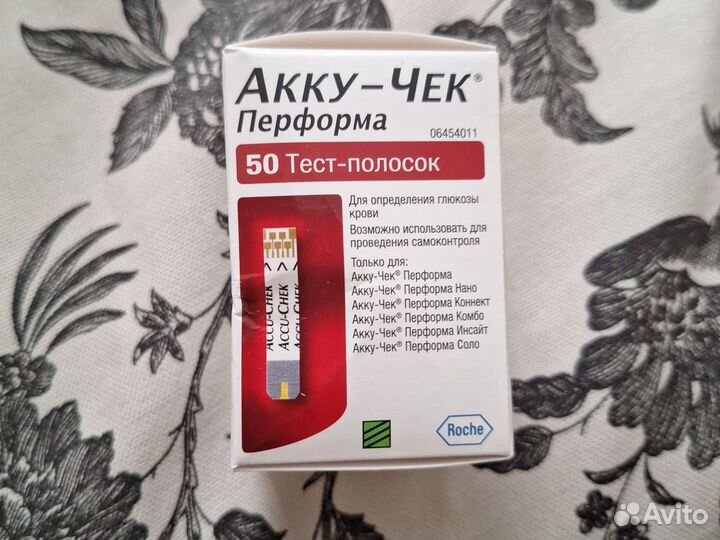 АККУ-ЧЕК®
Перформа
06454011
50 Тест-полосок
Для определения глюкозы
крови
Возможно использовать для
проведения самоконтроля
Только для:
Акку-Чек® Перформа
Акку-Чек® Перформа Нано
Акку-Чек® Перформа Коннект
Акку-Чек® Перформа Комбо
Акку-Чек® Перформа Инсайт
Акку-Чек® Перформа Соло
ACCU-CHEK
ACCU-CHEK
ACCU-CHEK
Roche
Avito